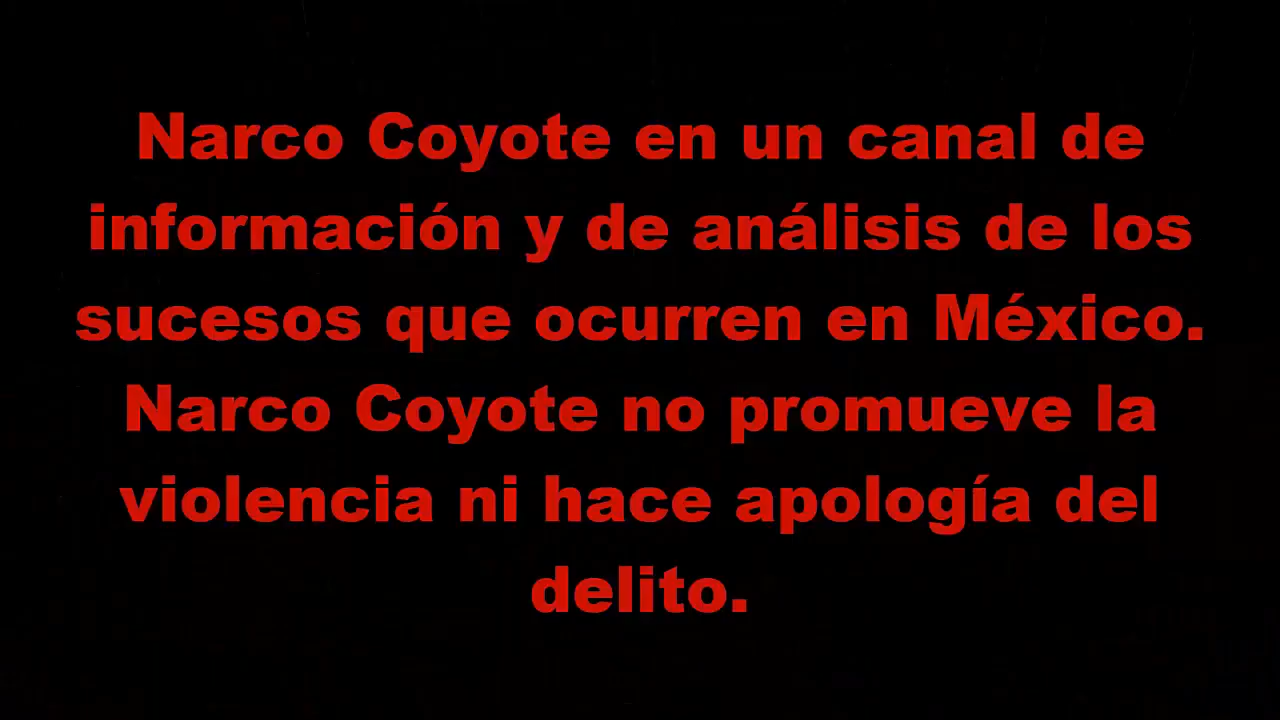 Narco Coyote en un canal de
información y de análisis de los
sucesos que ocurren en México.
Narco Coyote no promueve la
violencia ni hace apología del
delito.